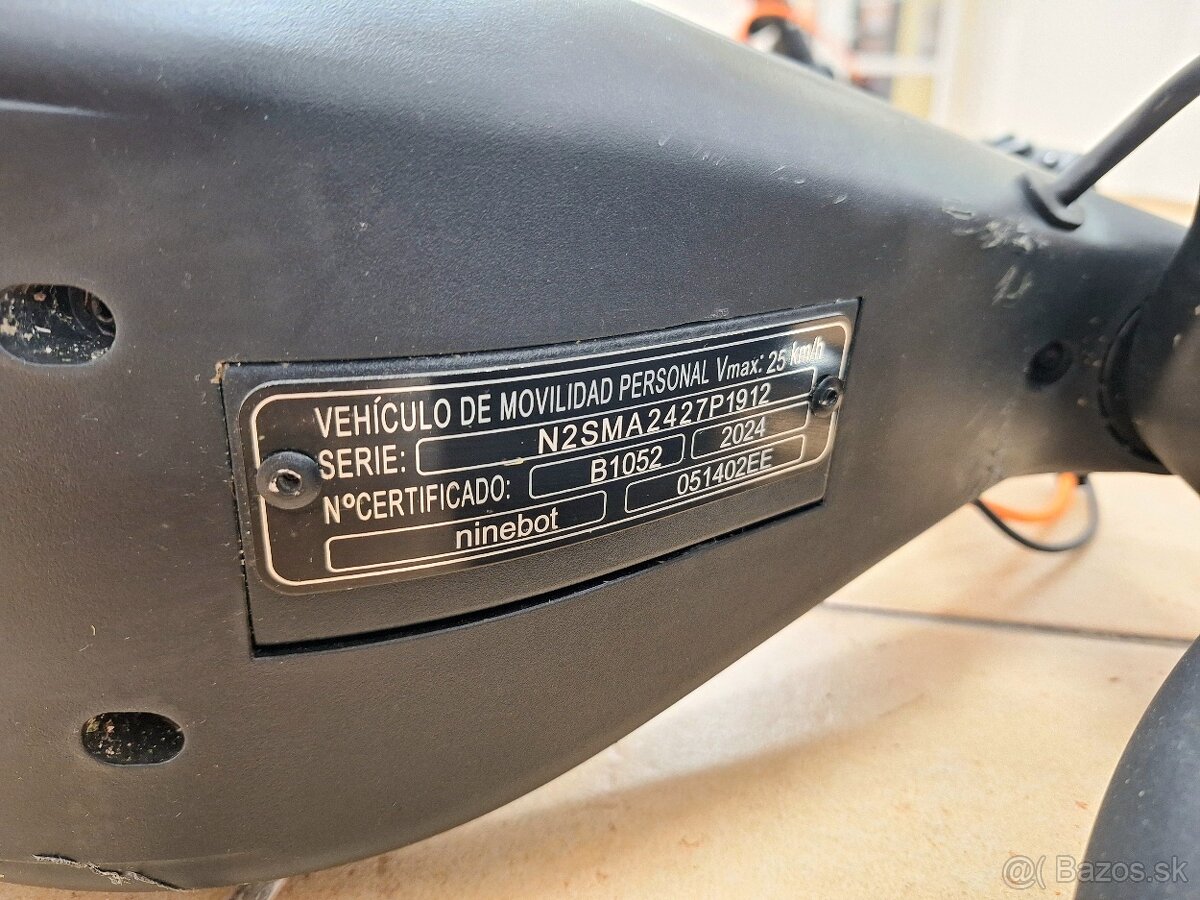 VEHÍCULO DE MOVILIDAD PERSONAL Vmax: 25 km/h
SERIE: N2SMA2427P1912
NºCERTIFICADO: B1052 2024
ninebot 051402EE
@( Bazos.sk